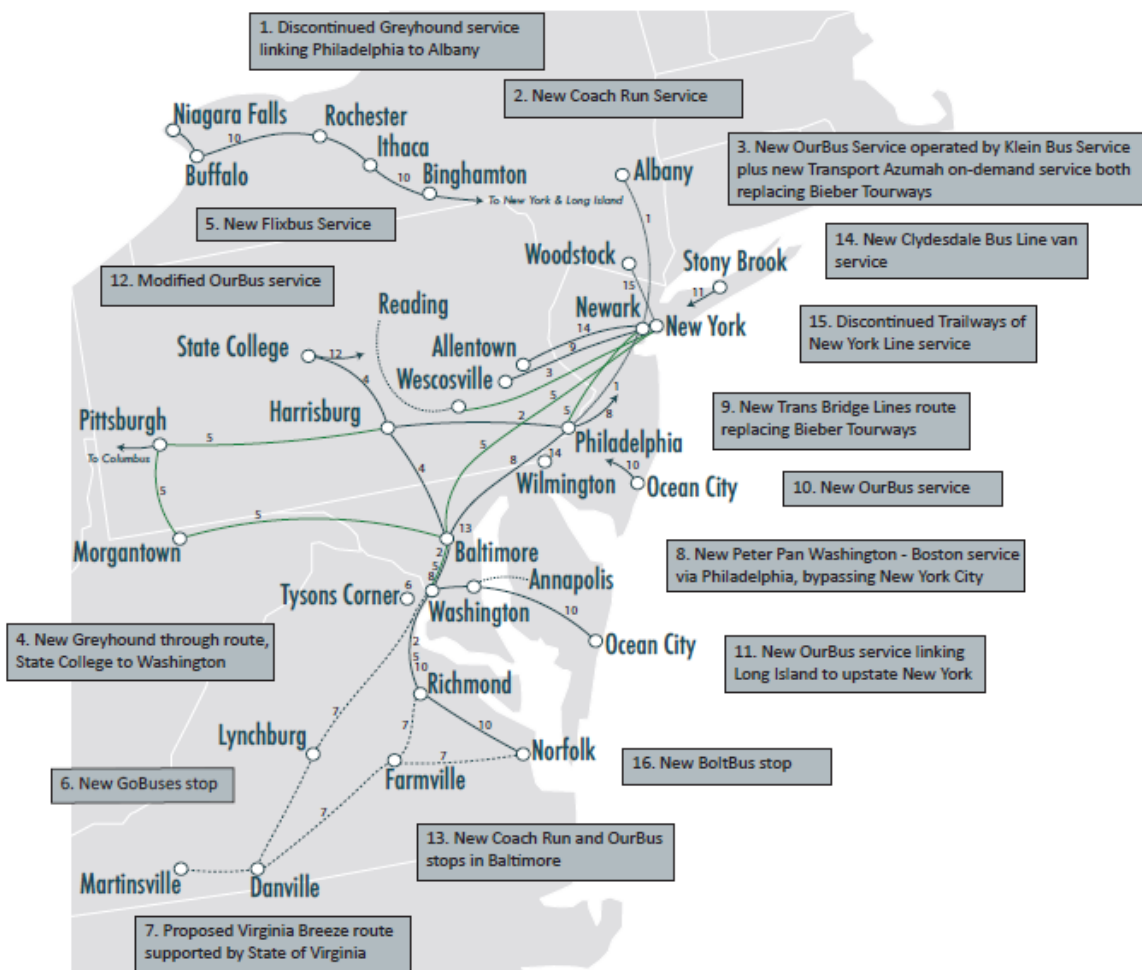 1. Discontinued Greyhound service
linking Philadelphia to Albany
2. New Coach Run Service
Niagara Falls
Rochester
10
Ithaca
Buffalo
10
Binghamton
To New York & Long Island
Albany
3. New OurBus Service operated by Klein Bus Service
plus new Transport Azumah on-demand service both
replacing Bieber Tourways
5. New Flixbus Service
1
14. New Clydesdale Bus Line van
service
Woodstock
Stony Brook
12. Modified OurBus service
15
11
Reading
Newark
New York
15. Discontinued Trailways of
New York Line service
State College
12
Allentown
14
9
Wescosville
3
5
4
1
Harrisburg
2
5
8
9. New Trans Bridge Lines route
replacing Bieber Tourways
Pittsburgh
5
To Columbus
5
Philadelphia
4
8
14
Wilmington
10
Ocean City
10. New OurBus service
5
5
13
Morgantown
Baltimore
2
5
8
8. New Peter Pan Washington - Boston service
via Philadelphia, bypassing New York City
Annapolis
Tysons Corner
6
Washington
10
Ocean City
4. New Greyhound through route,
State College to Washington
2
5
10
11. New OurBus service linking
Long Island to upstate New York
Richmond
7
7
10
Lynchburg
Norfolk
7
Farmville
16. New BoltBus stop
6. New GoBuses stop
7
13. New Coach Run and OurBus
stops in Baltimore
Martinsville
Danville
7. Proposed Virginia Breeze route
supported by State of Virginia